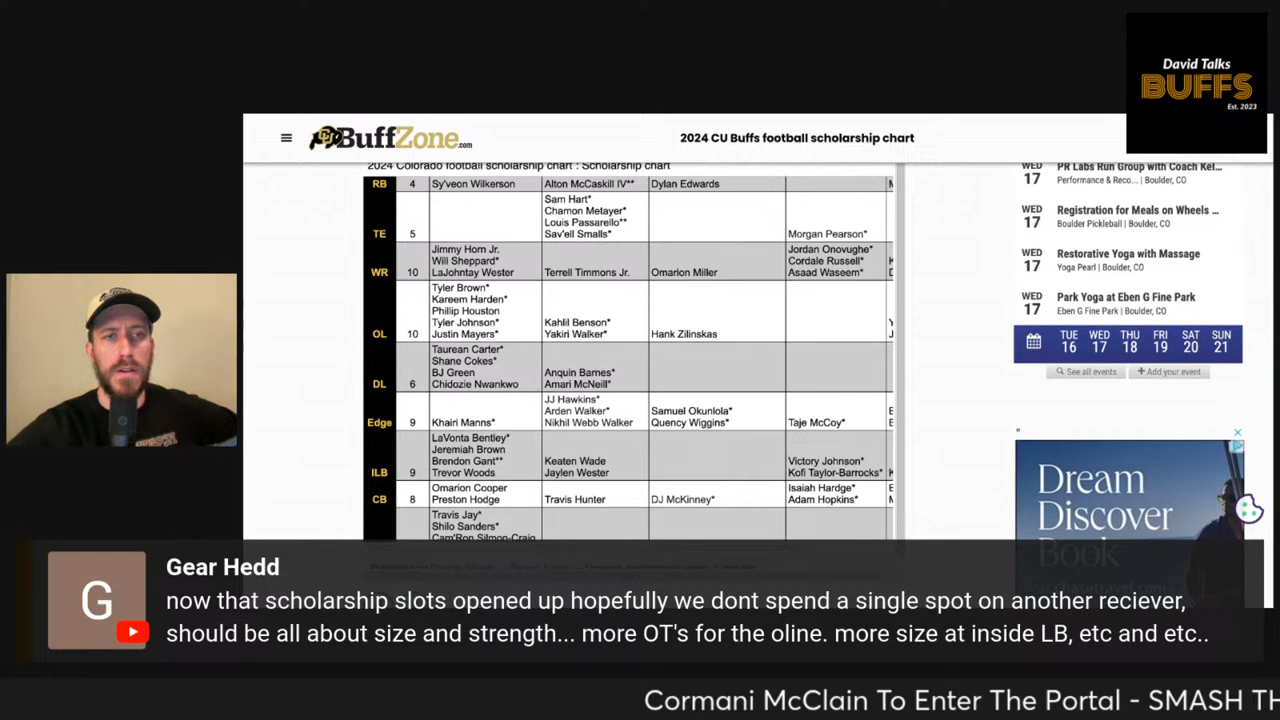 David Talks
BUFFS
Est. 2023
BuffZone.com
2024 CU Buffs football scholarship chart
2024 Colorado football scholarship chart : Scholarship chart
RB 4 Sy'veon Wilkerson Alton McCaskill IV** Dylan Edwards
Sam Hart*
Chamon Metayer*
Louis Passarello**
TE 5 Sav'ell Smalls* Morgan Pearson*
Jimmy Horn Jr. Jordan Onovughe*
Will Sheppard* Cordale Russell*
WR 10 LaJohntay Wester Terrell Timmons Jr. Omarion Miller Asaad Waseem*
Tyler Brown*
Kareem Harden*
Phillip Houston
Tyler Johnson* Kahlil Benson*
OL 10 Justin Mayers* Yakiri Walker* Hank Zilinskas
Taurean Carter*
Shane Cokes*
BJ Green Anquin Barnes*
DL 6 Chidozie Nwankwo Amari McNeill*
JJ Hawkins*
Arden Walker* Samuel Okunlola*
Edge 9 Khairi Manns* Nikhil Webb Walker Quency Wiggins* Taje McCoy*
LaVonta Bentley*
Jeremiah Brown
Brendon Gant** Keaten Wade Victory Johnson*
ILB 9 Trevor Woods Jaylen Wester Kofi Taylor-Barrocks*
Omarion Cooper Isaiah Hardge*
CB 8 Preston Hodge Travis Hunter DJ McKinney* Adam Hopkins*
Travis Jay*
Shilo Sanders*
Cam'Ron Silmon-Craig
PR Labs Run Group with Coach Kel...
WED 17 Performance & Reco... | Boulder, CO
WED Registration for Meals on Wheels ...
17 Boulder Pickleball | Boulder, CO
WED Restorative Yoga with Massage
17 Yoga Pearl | Boulder, CO
WED Park Yoga at Eben G Fine Park
17 Eben G Fine Park | Boulder, CO
TUE WED THU FRI SAT SUN
16 17 18 19 20 21
See all events + Add your event
Dream
Discover
Book
G
Gear Hedd
now that scholarship slots opened up hopefully we dont spend a single spot on another reciever,
should be all about size and strength... more OT's for the oline. more size at inside LB, etc and etc..
Cormani McClain To Enter The Portal - SMASH TH